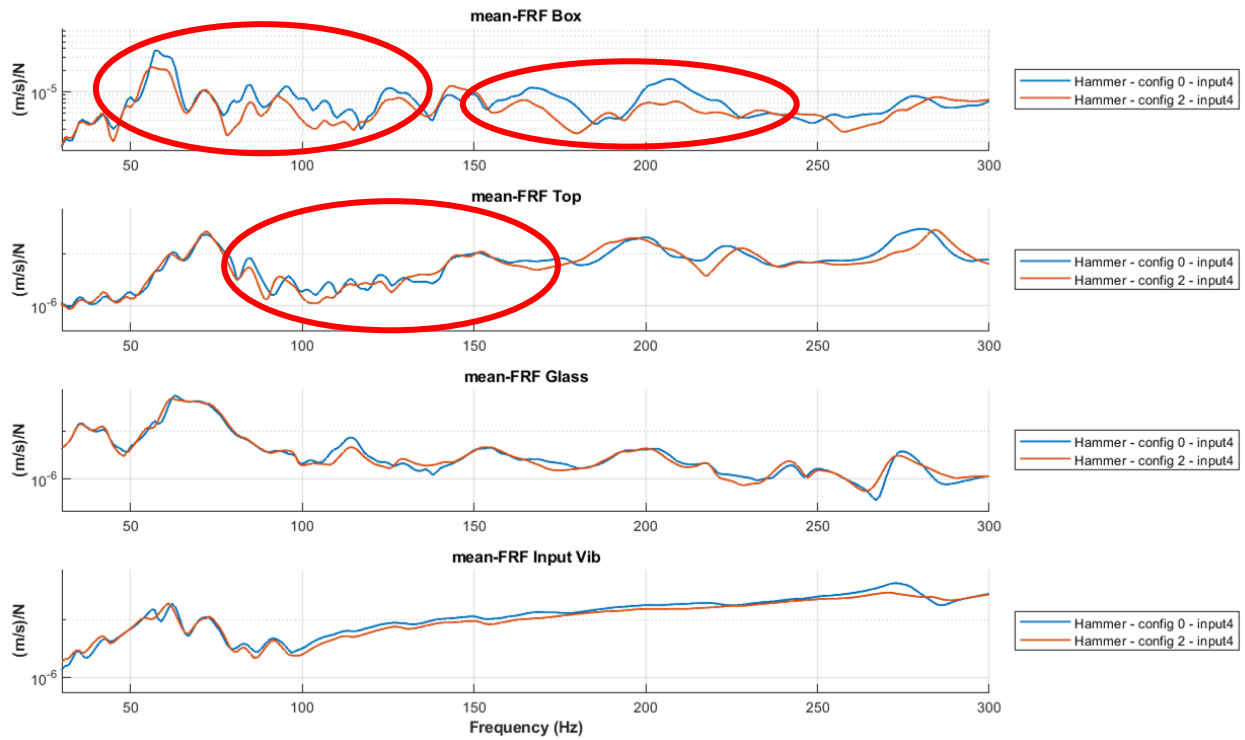 mean-FRF Box
(m/s)/N
10-5
50 100 150 200 250 300
Hammer - config 0 - input4
Hammer - config 2 - input4
mean-FRF Top
(m/s)/N
10-6
50 100 150 200 250 300
Hammer - config 0 - input4
Hammer - config 2 - input4
mean-FRF Glass
(m/s)/N
10-6
50 100 150 200 250 300
Hammer - config 0 - input4
Hammer - config 2 - input4
mean-FRF Input Vib
(m/s)/N
10-6
50 100 150 200 250 300
Frequency (Hz)
Hammer - config 0 - input4
Hammer - config 2 - input4